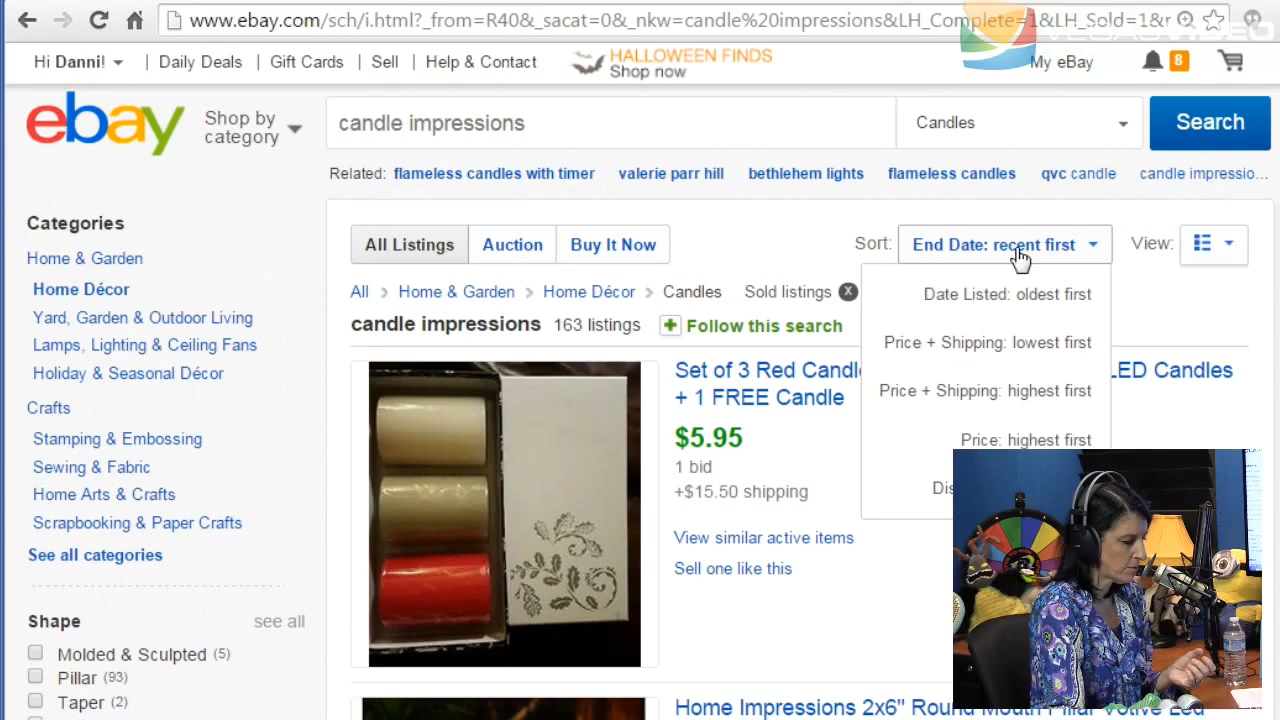 www.ebay.com/sch/i.html?_from=R40&_sacat=0&_nkw=candle%20impressions&LH_Complete=1&LH_Sold=1&r
VEGAS VIDEO
Hi Danni! | Daily Deals | Gift Cards | Sell | Help & Contact
HALLOWEEN FINDS
Shop now
My eBay
8
ebay
Shop by
category
candle impressions
Candles
Search
Related: flameless candles with timer valerie parr hill bethlehem lights flameless candles qvc candle candle impressio...
Categories
Home & Garden
Home Décor
Yard, Garden & Outdoor Living
Lamps, Lighting & Ceiling Fans
Holiday & Seasonal Décor
Crafts
Stamping & Embossing
Sewing & Fabric
Home Arts & Crafts
Scrapbooking & Paper Crafts
See all categories
Shape see all
Molded & Sculpted (5)
Pillar (93)
Taper (2)
All Listings Auction Buy It Now
Sort: End Date: recent first
View:
Date Listed: oldest first
Price + Shipping: lowest first
Price + Shipping: highest first
Price: highest first
Dis
All > Home & Garden > Home Décor > Candles Sold listings X
candle impressions 163 listings + Follow this search
Set of 3 Red Candl LED Candles
+ 1 FREE Candle
$5.95
1 bid
+$15.50 shipping
View similar active items
Sell one like this
Home Impressions 2x6" Round Mouth Pillar Votive Led